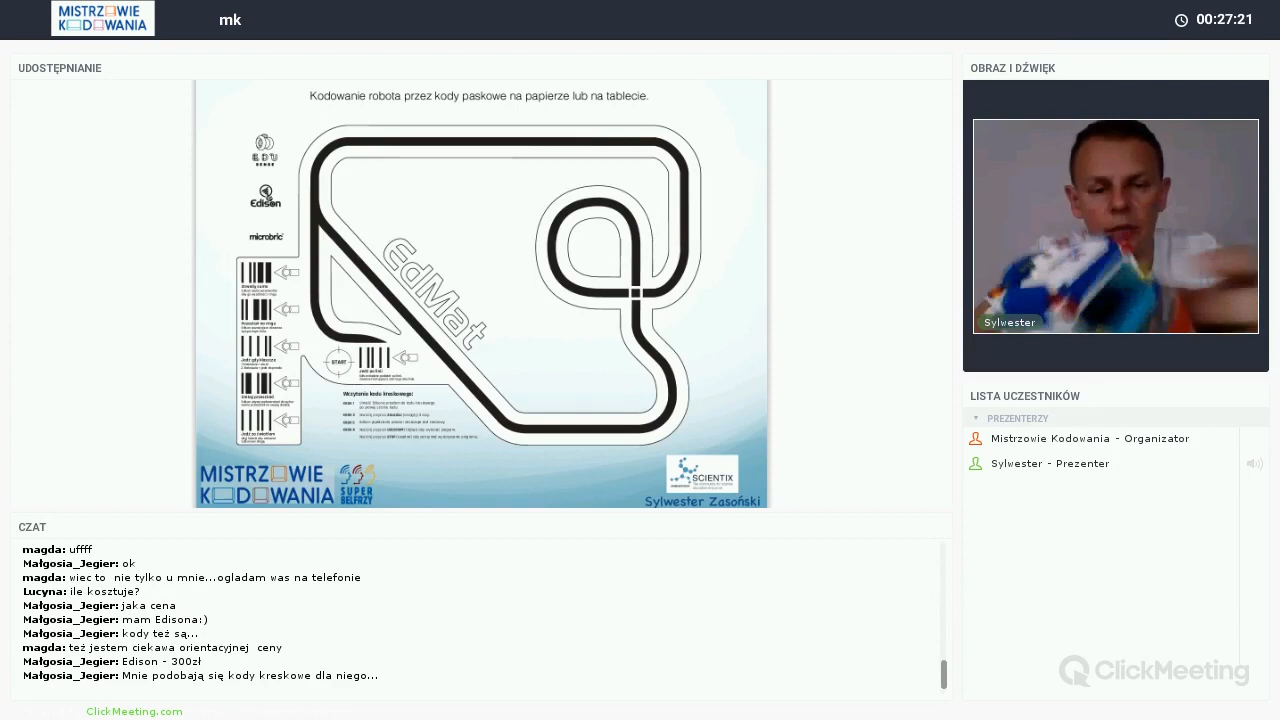 MISTRZOWIE
KODOWANIA
mk
00:27:21
UDOSTĘPNIANIE
OBRAZ I DŹWIĘK
Kodowanie robota przez kody paskowe na papierze lub na tablecie.
Edison
microbric
EdMat
START
Wczytanie kodu kreskowego:
MISTRZOWIE
KODOWANIA
SUPER
BELFRZY
SCIENTIX
Sylwester Zasoński
Sylwester
LISTA UCZESTNIKÓW
PREZENTERZY
Mistrzowie Kodowania - Organizator
Sylwester - Prezenter
CZAT
magda: uffff
Małgosia_Jegier: ok
magda: wiec to nie tylko u mnie...ogladam was na telefonie
Lucyna: ile kosztuje?
Małgosia_Jegier: jaka cena
Małgosia_Jegier: mam Edisona:)
Małgosia_Jegier: kody też są...
magda: też jestem ciekawa orientacyjnej ceny
Małgosia_Jegier: Edison - 300zł
Małgosia_Jegier: Mnie podobają się kody kreskowe dla niego...
ClickMeeting
ClickMeeting.com